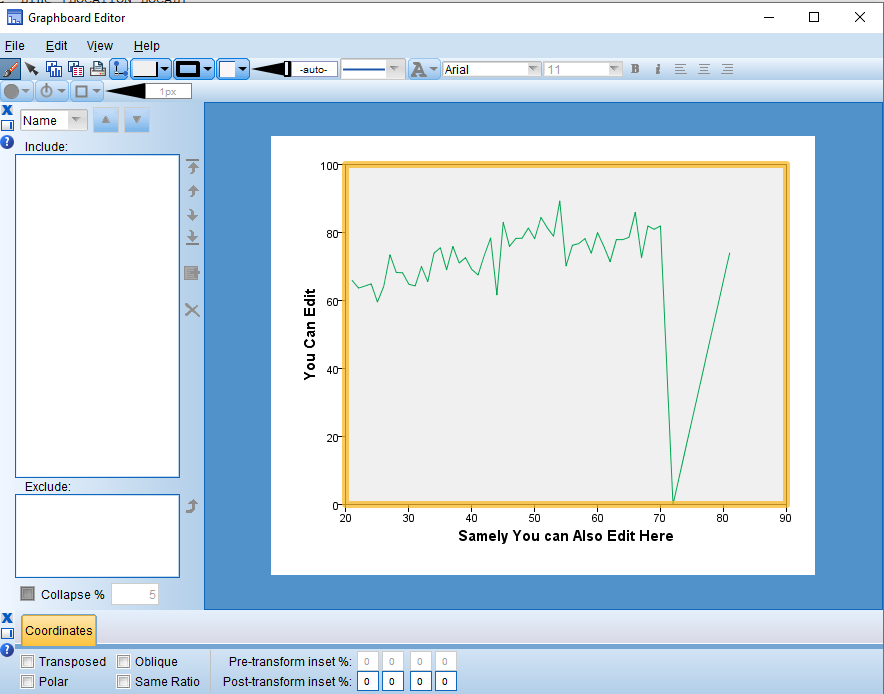 Graphboard Editor
File Edit View Help
-auto- A Arial 11 B i
1px
Name
Include:
Exclude:
Collapse % 5
100
80
60
40
20
0
You Can Edit
20 30 40 50 60 70 80 90
Samely You can Also Edit Here
Coordinates
Transposed Oblique Pre-transform inset %: 0 0 0 0
Polar Same Ratio Post-transform inset %: 0 0 0 0